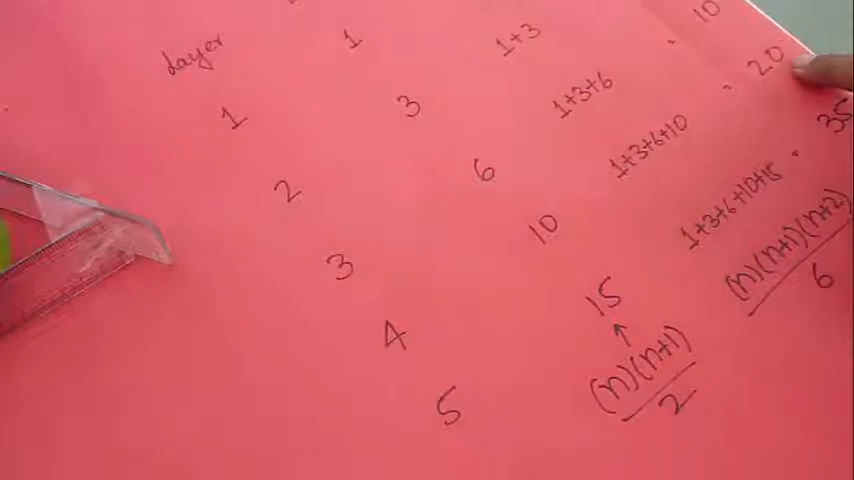 Layer
1 1
2 3 1+3
3 6 1+3+6 = 10
4 10 1+3+6+10 = 20
5 15 1+3+6+10+15 = 35
↑
(n)(n+1) (n)(n+1)(n+2)
2 6